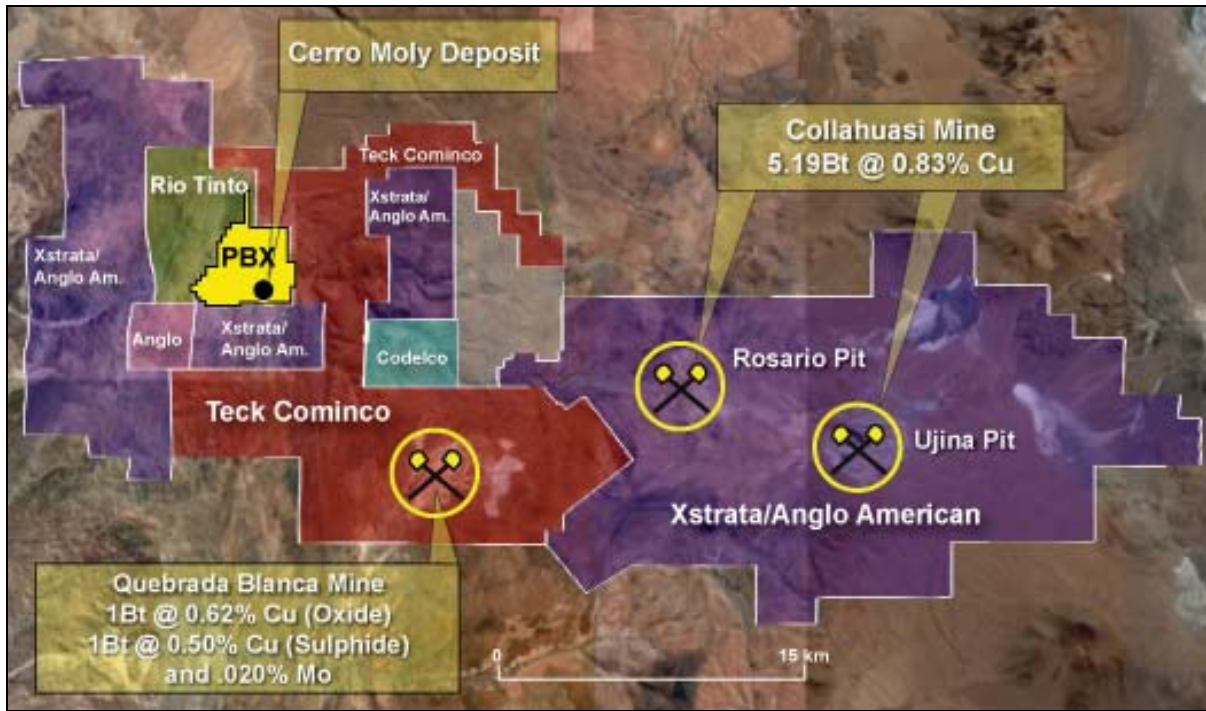 Cerro Moly Deposit
Collahuasi Mine
5.19Bt @ 0.83% Cu
Teck Cominco
Rio Tinto
Xstrata/
Anglo Am.
PBX
Xstrata/
Anglo Am.
Anglo
Xstrata/
Anglo Am.
Codelco
Rosario Pit
Teck Cominco
Ujina Pit
Xstrata/Anglo American
Quebrada Blanca Mine
1Bt @ 0.62% Cu (Oxide)
1Bt @ 0.50% Cu (Sulphide)
and .020% Mo
0
15 km